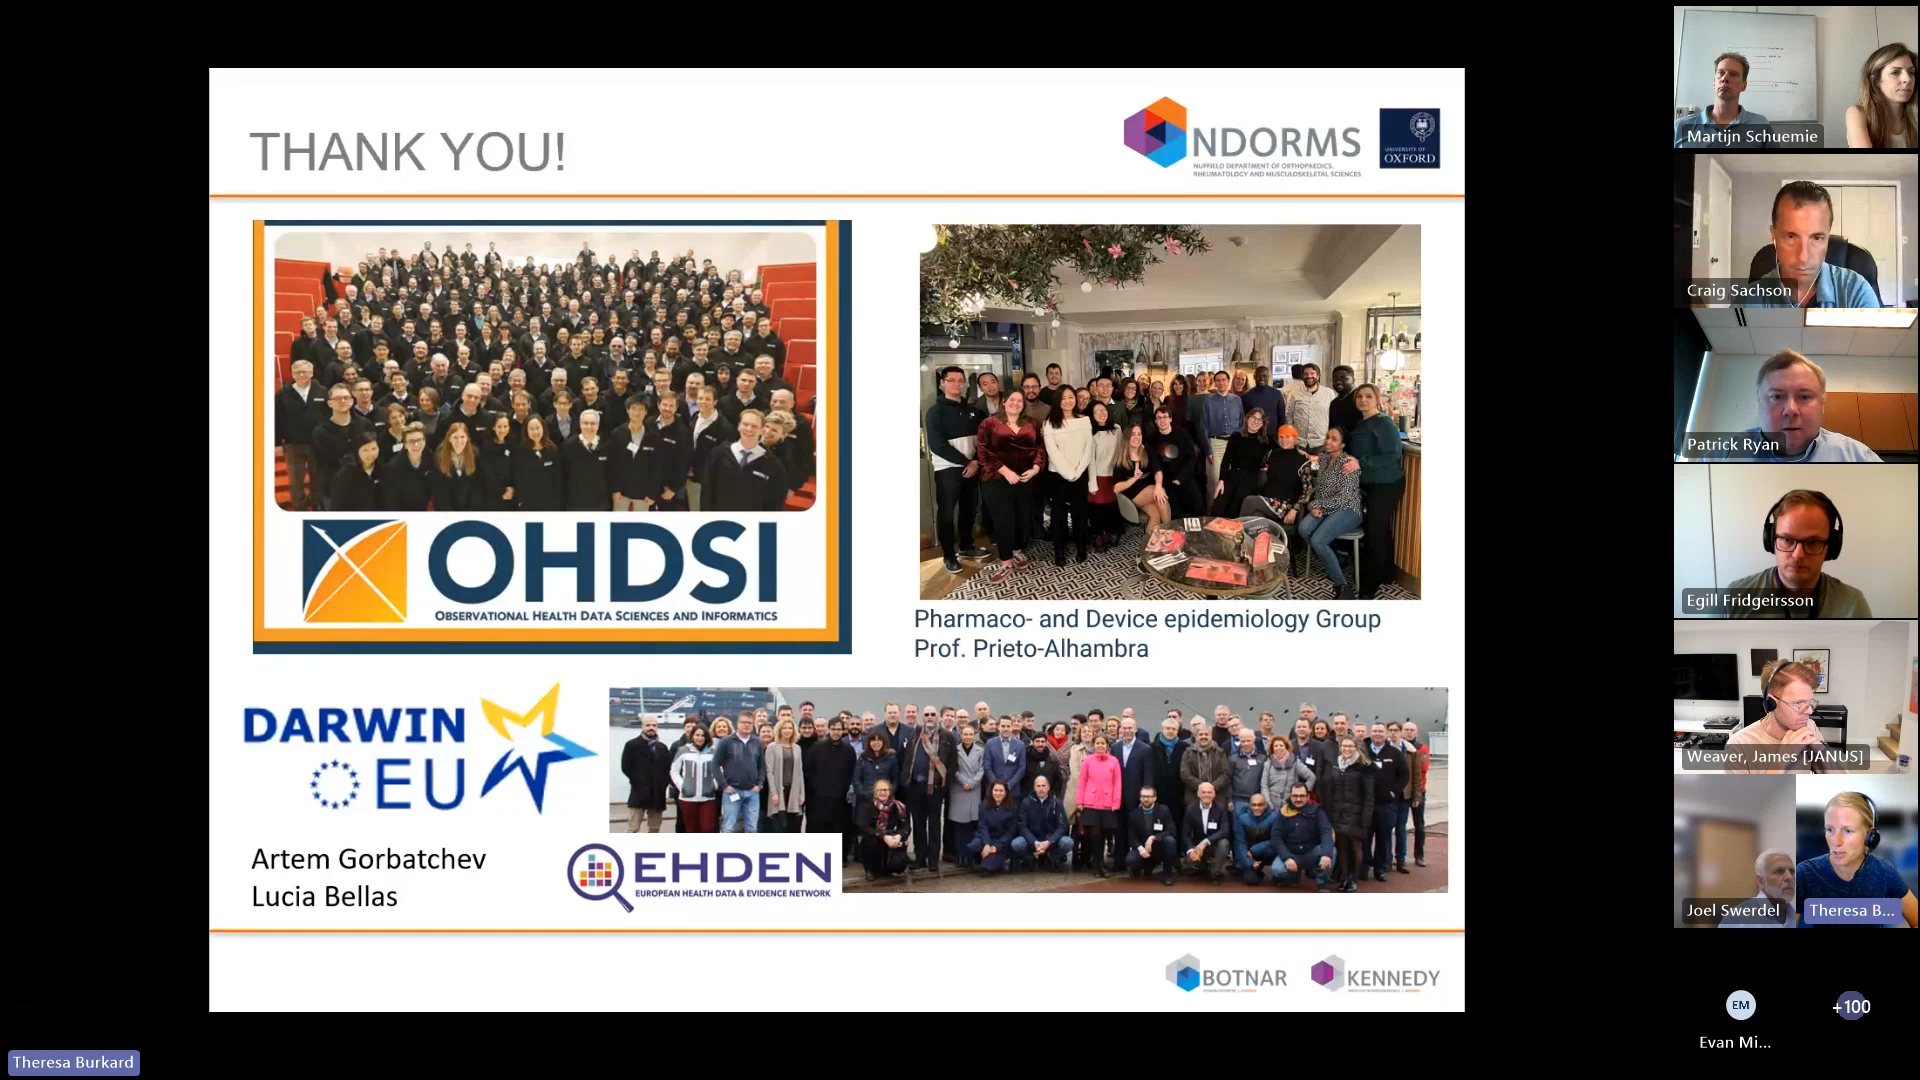 THANK YOU!
NDORMS
NUFFIELD DEPARTMENT OF ORTHOPAEDICS,
RHEUMATOLOGY AND MUSCULOSKELETAL SCIENCES
UNIVERSITY OF
OXFORD
OHDSI
OBSERVATIONAL HEALTH DATA SCIENCES AND INFORMATICS
Pharmaco- and Device epidemiology Group
Prof. Prieto-Alhambra
DARWIN
EU
Artem Gorbatchev
Lucia Bellas
EHDEN
EUROPEAN HEALTH DATA & EVIDENCE NETWORK
BOTNAR
KENNEDY
Theresa Burkard
Martijn Schuemie
Craig Sachson
Patrick Ryan
Egill Fridgeirsson
Weaver, James [JANUS]
Joel Swerdel
Theresa B...
EM
+100
Evan Mi...